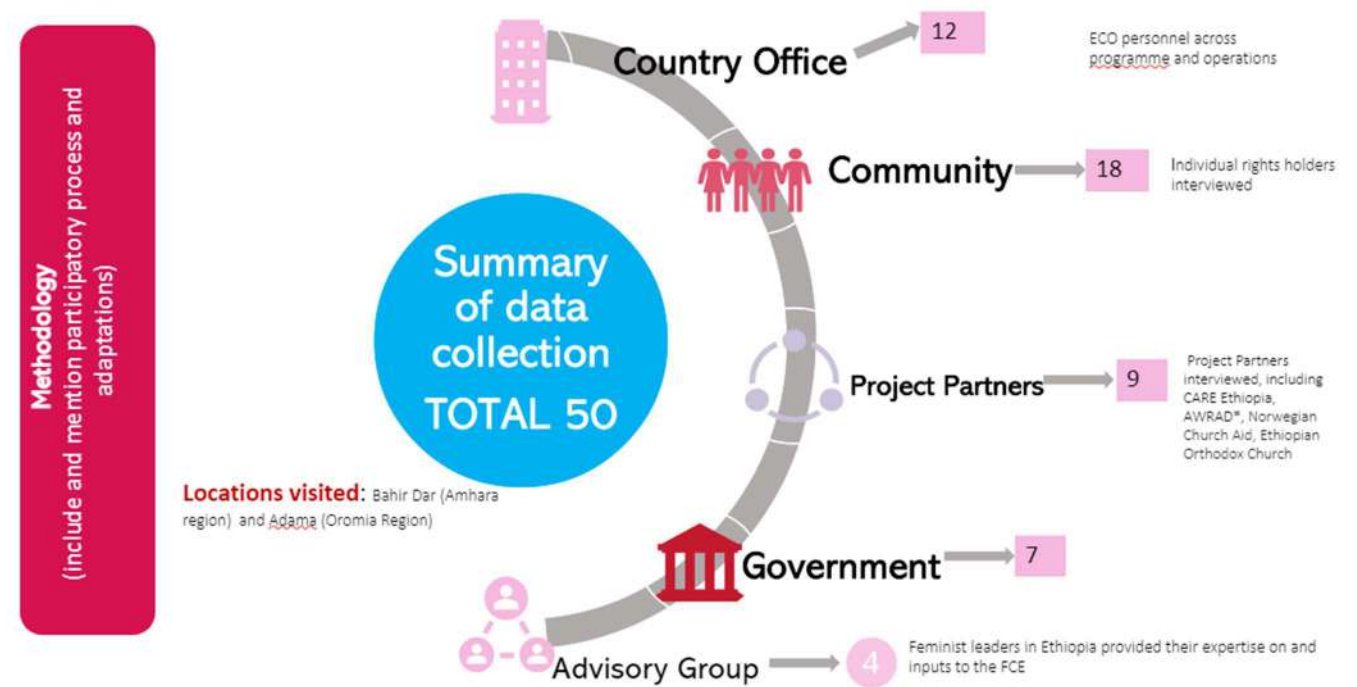 Methodology
(include and mention participatory process and
adaptations)
Country Office
12
ECO personnel across
programme and operations
Community
18
Individual rights holders
interviewed
Summary
of data
collection
TOTAL 50
Project Partners
9
Project Partners
interviewed, including
CARE Ethiopia,
AWRAD*, Norwegian
Church Aid, Ethiopian
Orthodox Church
Locations visited: Bahir Dar (Amhara
region) and Adama (Oromia Region)
Government
7
Advisory Group
4
Feminist leaders in Ethiopia provided their expertise on and
inputs to the FCE